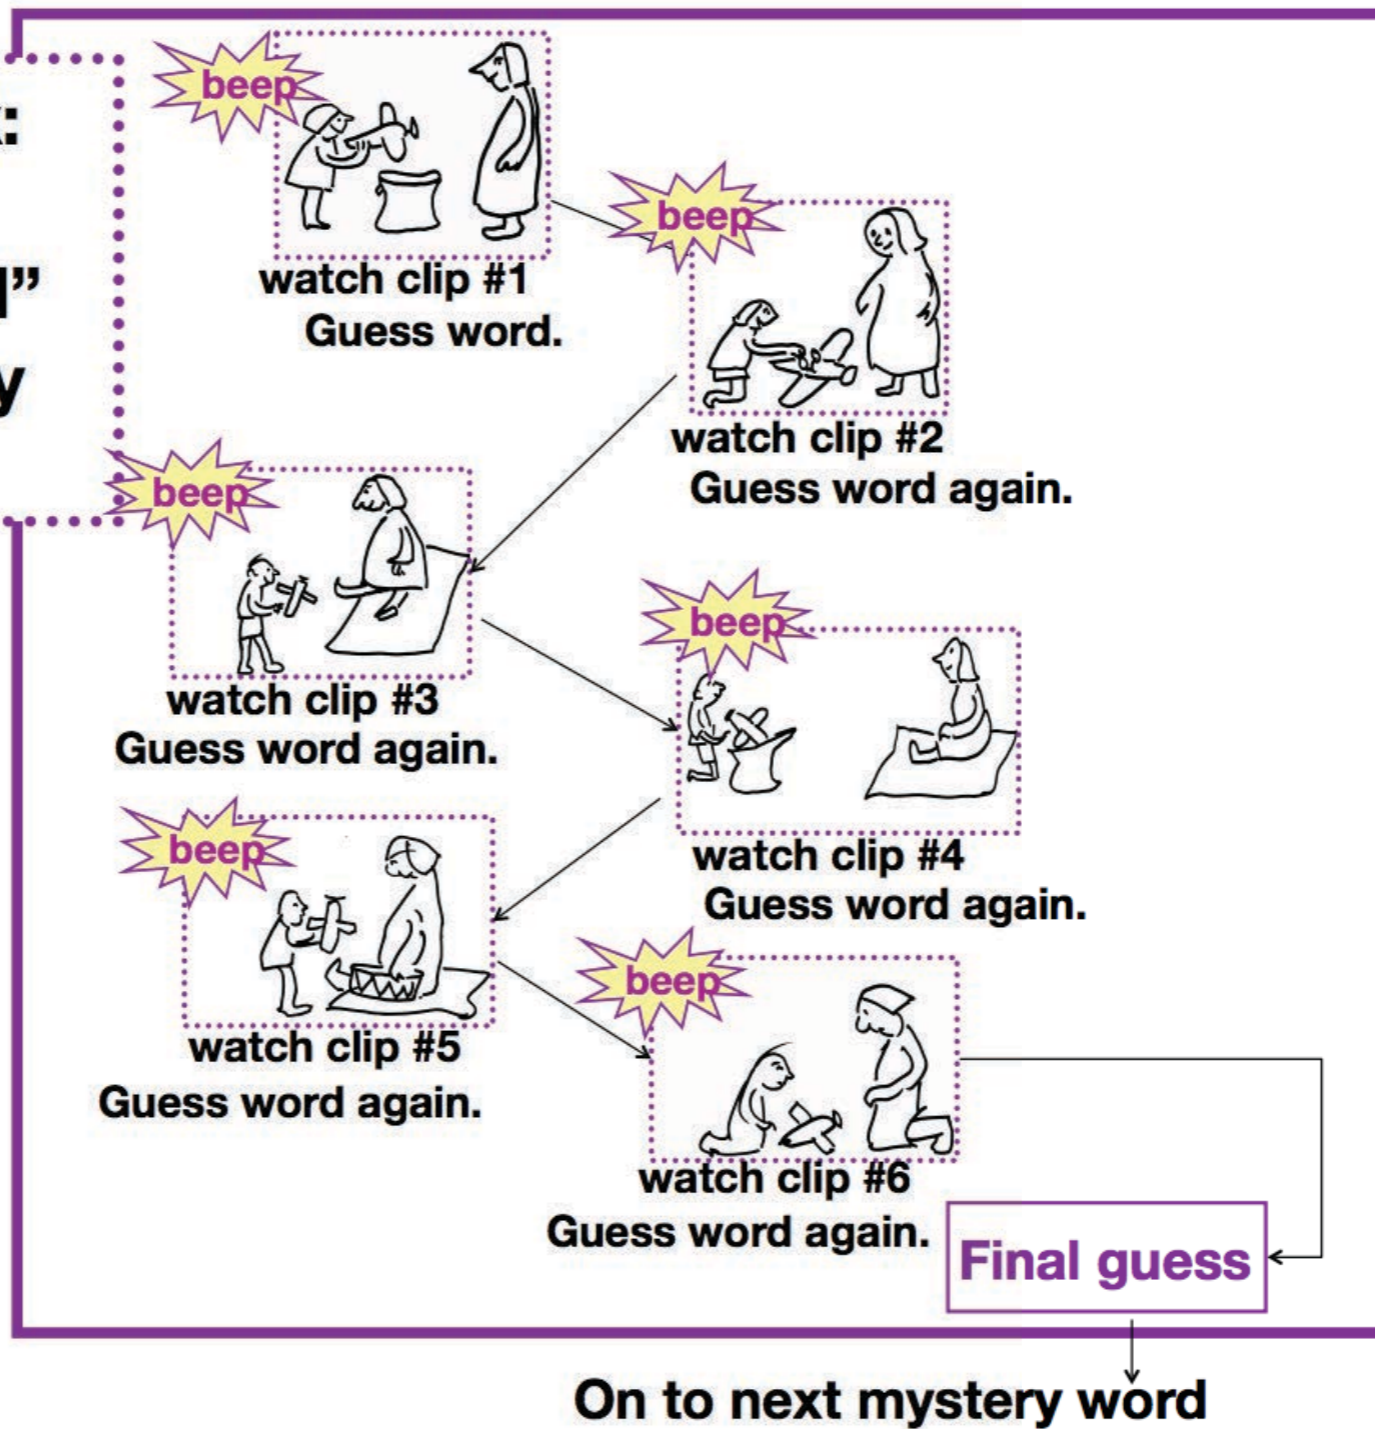 beep
watch clip #1
Guess word.
beep
watch clip #2
Guess word again.
beep
watch clip #3
Guess word again.
beep
watch clip #4
Guess word again.
beep
watch clip #5
Guess word again.
beep
watch clip #6
Guess word again.
Final guess
On to next mystery word